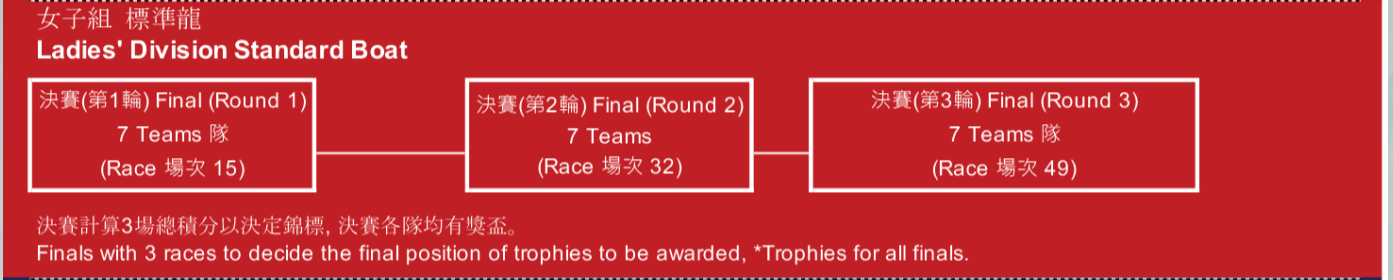 女子組 標準龍
Ladies' Division Standard Boat
決賽(第1輪) Final (Round 1)
7 Teams 隊
(Race 場次 15)
決賽(第2輪) Final (Round 2)
7 Teams
(Race 場次 32)
決賽(第3輪) Final (Round 3)
7 Teams 隊
(Race 場次 49)
決賽計算3場總積分以決定錦標, 決賽各隊均有獎盃。
Finals with 3 races to decide the final position of trophies to be awarded, *Trophies for all finals.